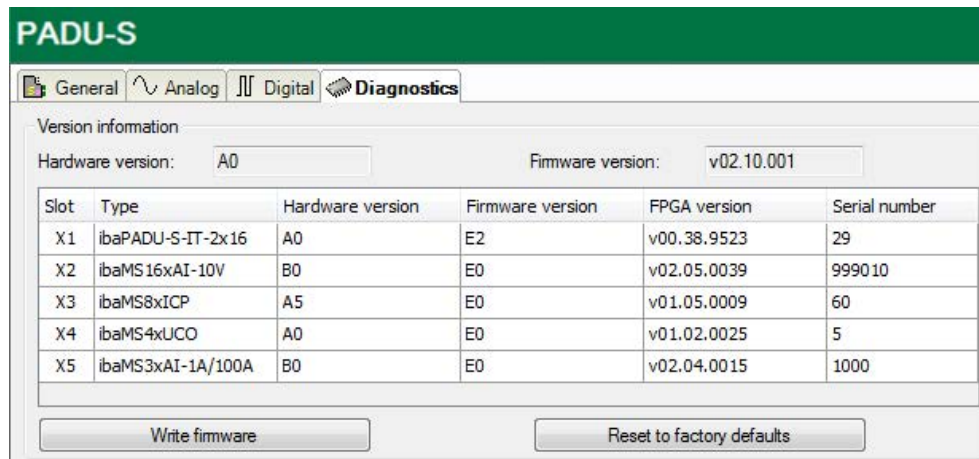 PADU-S
General Analog Digital Diagnostics
Version information
Hardware version: A0 Firmware version: v02.10.001
Slot Type Hardware version Firmware version FPGA version Serial number
X1 ibaPADU-S-IT-2x16 A0 E2 v00.38.9523 29
X2 ibaMS16xAI-10V B0 E0 v02.05.0039 999010
X3 ibaMS8xICP A5 E0 v01.05.0009 60
X4 ibaMS4xUCO A0 E0 v01.02.0025 5
X5 ibaMS3xAI-1A/100A B0 E0 v02.04.0015 1000
Write firmware Reset to factory defaults